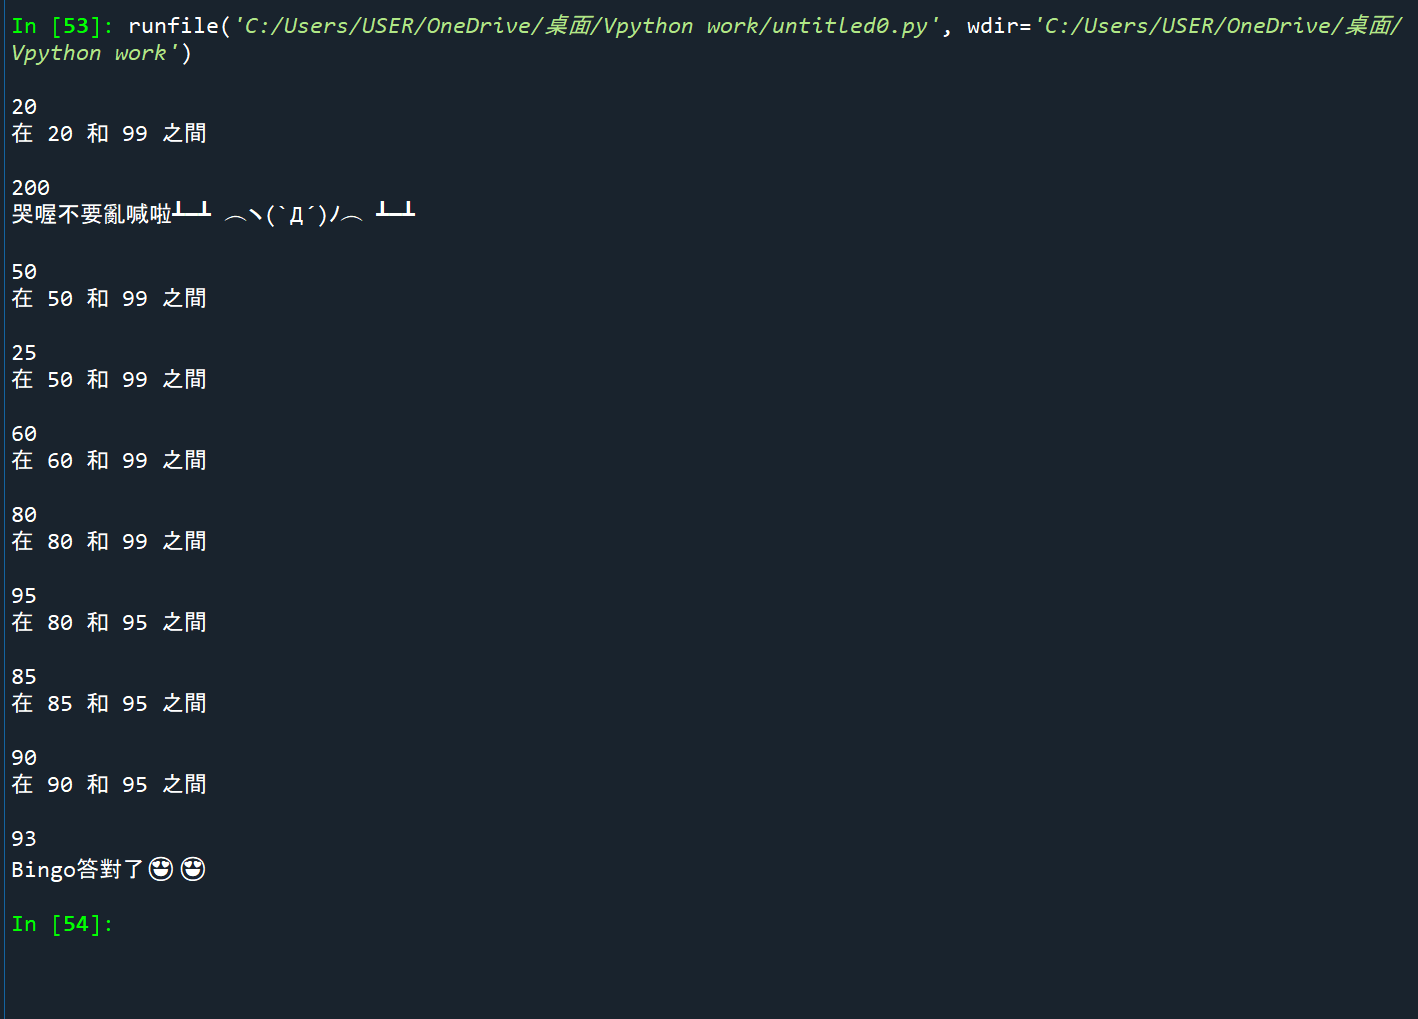 In [53]: runfile('C:/Users/USER/OneDrive/桌面/Vpython work/untitled0.py', wdir='C:/Users/USER/OneDrive/桌面/
Vpython work')
20
在 20 和 99 之間
200
哭喔不要亂喊啦┻━┻ ︵ヽ(`Д´)ﾉ︵ ┻━┻
50
在 50 和 99 之間
25
在 50 和 99 之間
60
在 60 和 99 之間
80
在 80 和 99 之間
95
在 80 和 95 之間
85
在 85 和 95 之間
90
在 90 和 95 之間
93
Bingo答對了😍😍
In [54]: